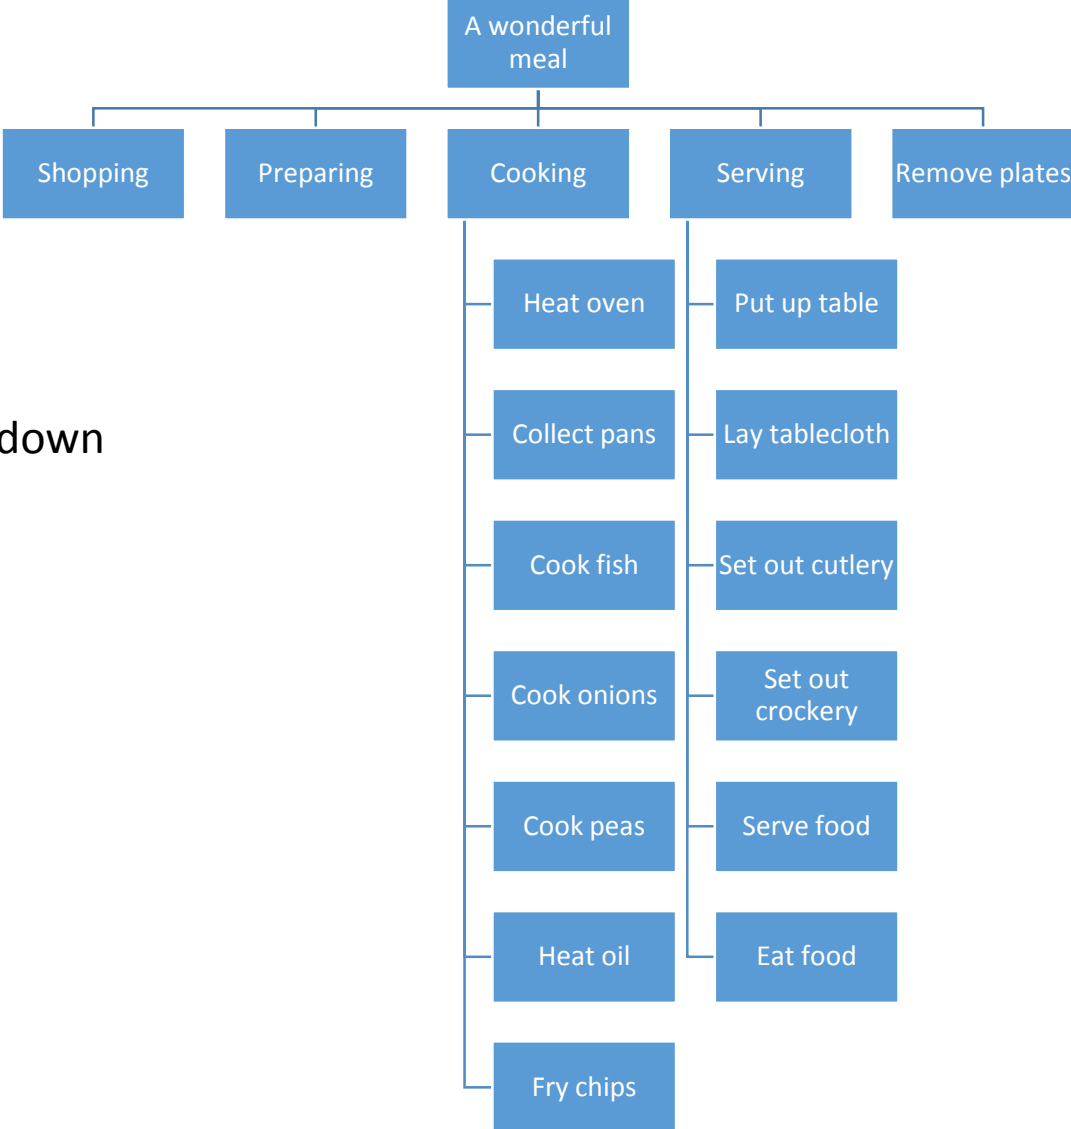 A wonderful
meal
Shopping
Preparing
Cooking
Serving
Remove plates
Heat oven
Put up table
down
Collect pans
Lay tablecloth
Cook fish
Set out cutlery
Cook onions
Set out
crockery
Cook peas
Serve food
Heat oil
Eat food
Fry chips